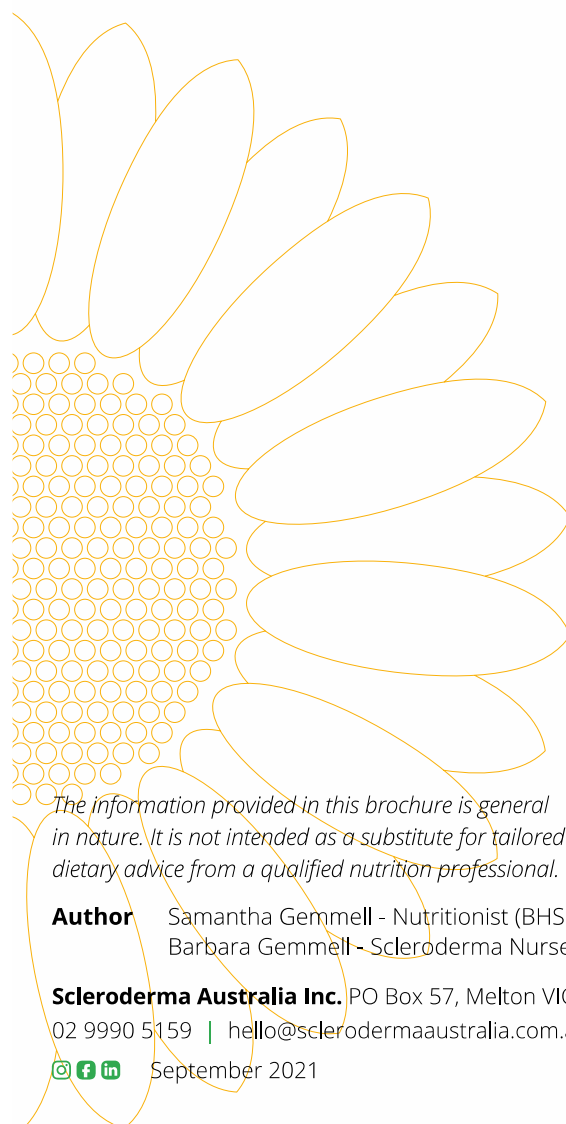 The information provided in this brochure is general
in nature. It is not intended as a substitute for tailored
dietary advice from a qualified nutrition professional.
Author Samantha Gemmell - Nutritionist (BHS
Barbara Gemmell - Scleroderma Nurse
Scleroderma Australia Inc. PO Box 57, Melton VIC
02 9990 5159 | hello@sclerodermaaustralia.com.a
September 2021